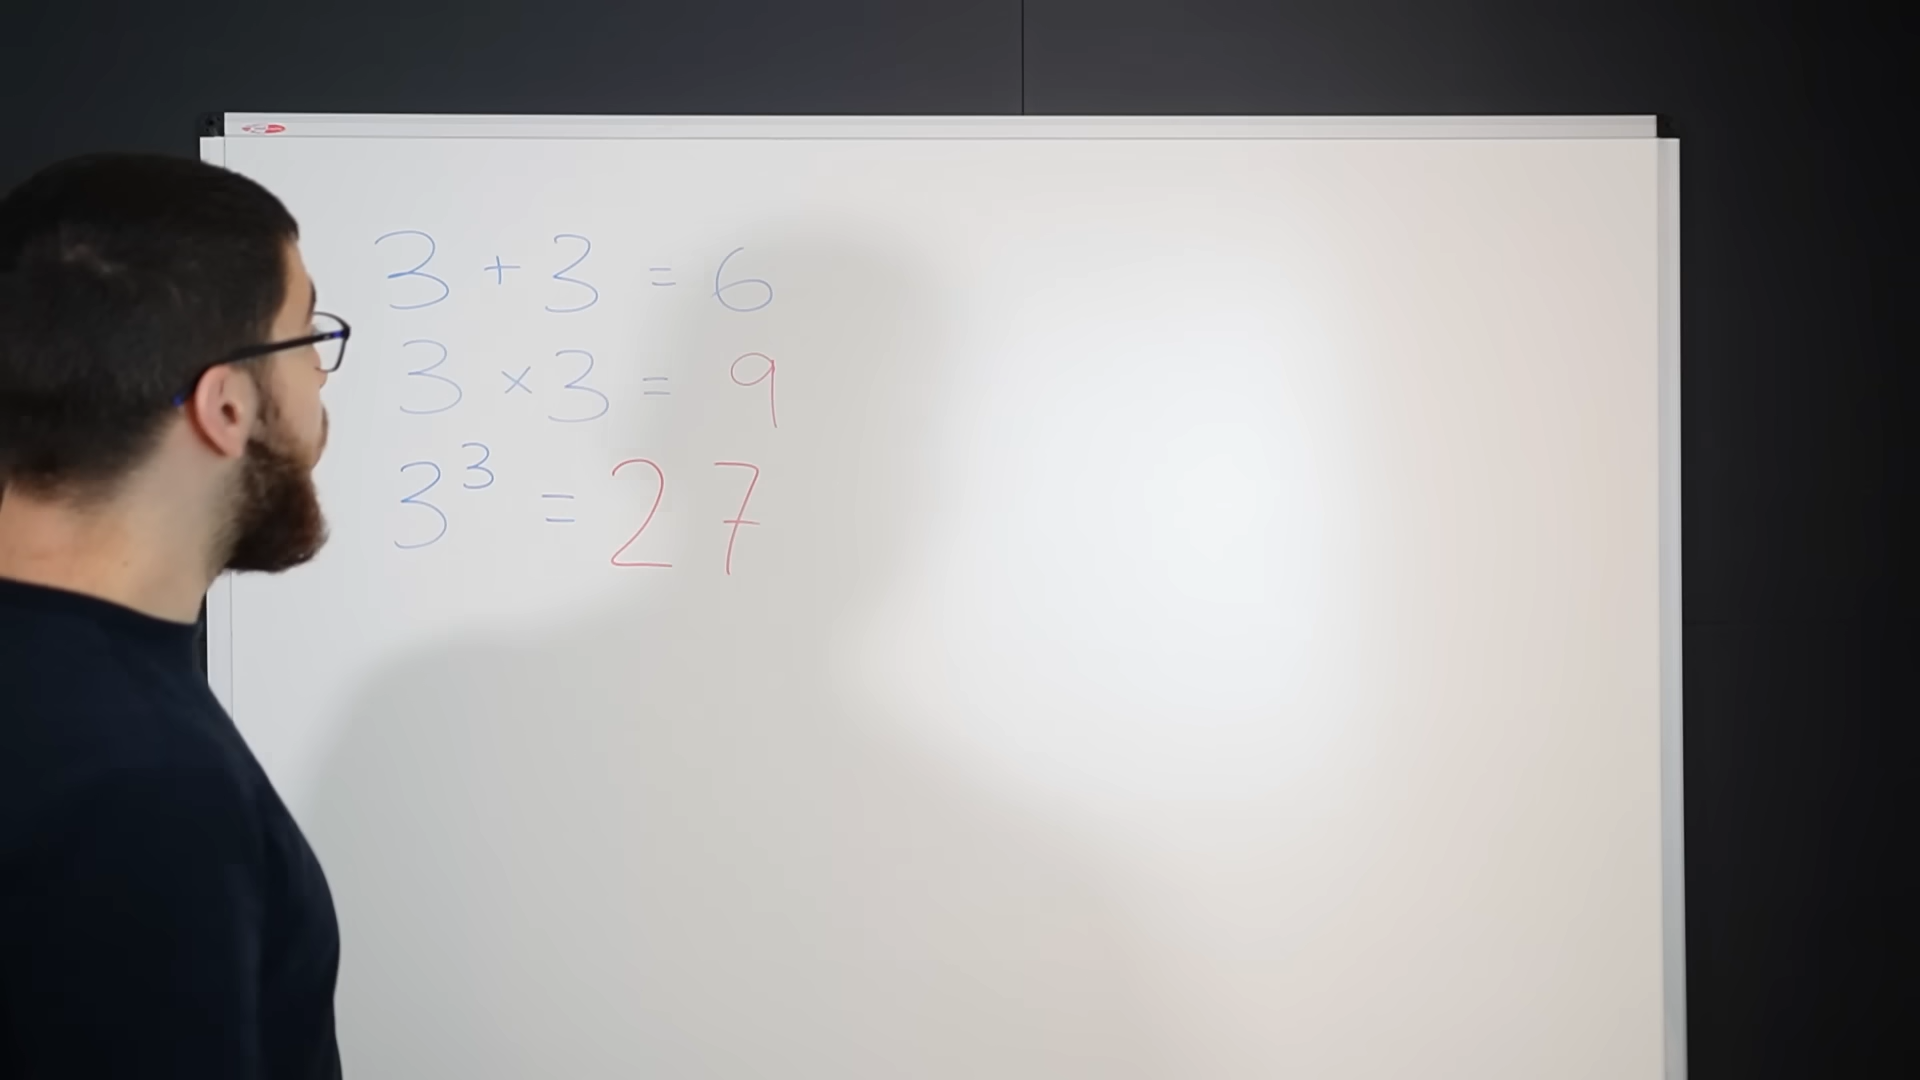 3 + 3 = 6
3 × 3 = 9
3³ = 27